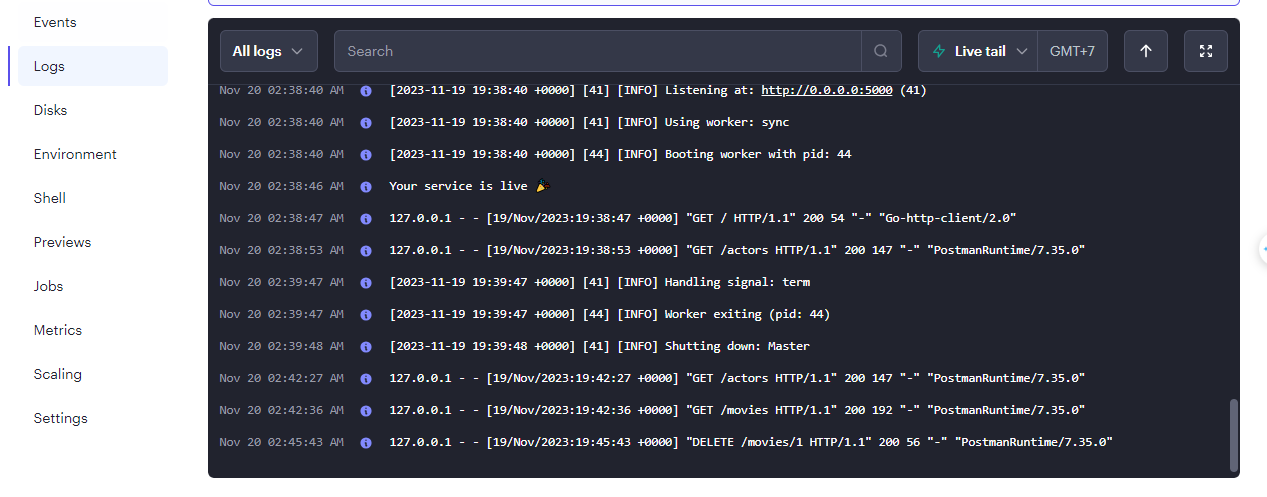 Events
Logs
Disks
Environment
Shell
Previews
Jobs
Metrics
Scaling
Settings
All logs
Search
Live tail
GMT+7
Nov 20 02:38:40 AM [2023-11-19 19:38:40 +0000] [41] [INFO] Listening at: http://0.0.0.0:5000 (41)
Nov 20 02:38:40 AM [2023-11-19 19:38:40 +0000] [41] [INFO] Using worker: sync
Nov 20 02:38:40 AM [2023-11-19 19:38:40 +0000] [44] [INFO] Booting worker with pid: 44
Nov 20 02:38:46 AM Your service is live 🎉
Nov 20 02:38:47 AM 127.0.0.1 - - [19/Nov/2023:19:38:47 +0000] "GET / HTTP/1.1" 200 54 "-" "Go-http-client/2.0"
Nov 20 02:38:53 AM 127.0.0.1 - - [19/Nov/2023:19:38:53 +0000] "GET /actors HTTP/1.1" 200 147 "-" "PostmanRuntime/7.35.0"
Nov 20 02:39:47 AM [2023-11-19 19:39:47 +0000] [41] [INFO] Handling signal: term
Nov 20 02:39:47 AM [2023-11-19 19:39:47 +0000] [44] [INFO] Worker exiting (pid: 44)
Nov 20 02:39:48 AM [2023-11-19 19:39:48 +0000] [41] [INFO] Shutting down: Master
Nov 20 02:42:27 AM 127.0.0.1 - - [19/Nov/2023:19:42:27 +0000] "GET /actors HTTP/1.1" 200 147 "-" "PostmanRuntime/7.35.0"
Nov 20 02:42:36 AM 127.0.0.1 - - [19/Nov/2023:19:42:36 +0000] "GET /movies HTTP/1.1" 200 192 "-" "PostmanRuntime/7.35.0"
Nov 20 02:45:43 AM 127.0.0.1 - - [19/Nov/2023:19:45:43 +0000] "DELETE /movies/1 HTTP/1.1" 200 56 "-" "PostmanRuntime/7.35.0"